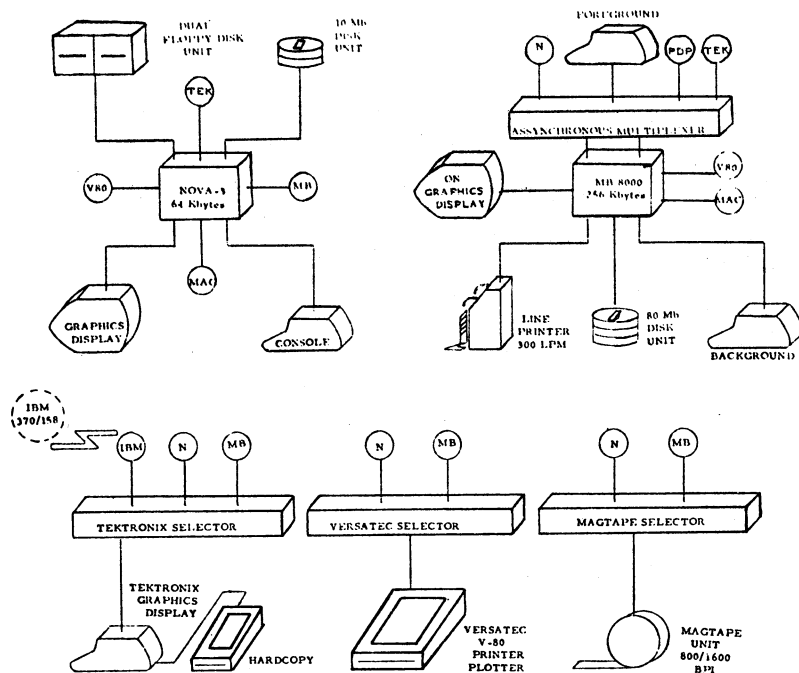 DUAL
FLOPPY DISK
UNIT
10 Mb
DISK
UNIT
TEK
V80
NOVA-3
64 Kbytes
MB
MAC
GRAPHICS
DISPLAY
CONSOLE
FOREGROUND
N
PDP
TEK
ASSYNCHRONOUS MULTIPLEXER
ON
GRAPHICS
DISPLAY
MB 8000
256 Kbytes
V80
MAC
LINE
PRINTER
300 LPM
80 Mb
DISK
UNIT
BACKGROUND
IBM
370/158
IBM
N
MB
TEKTRONIX SELECTOR
TEKTRONIX
GRAPHICS
DISPLAY
HARDCOPY
N
MB
VERSATEC SELECTOR
VERSATEC
V-80
PRINTER
PLOTTER
N
MB
MAGTAPE SELECTOR
MAGTAPE
UNIT
800/1600
BPI